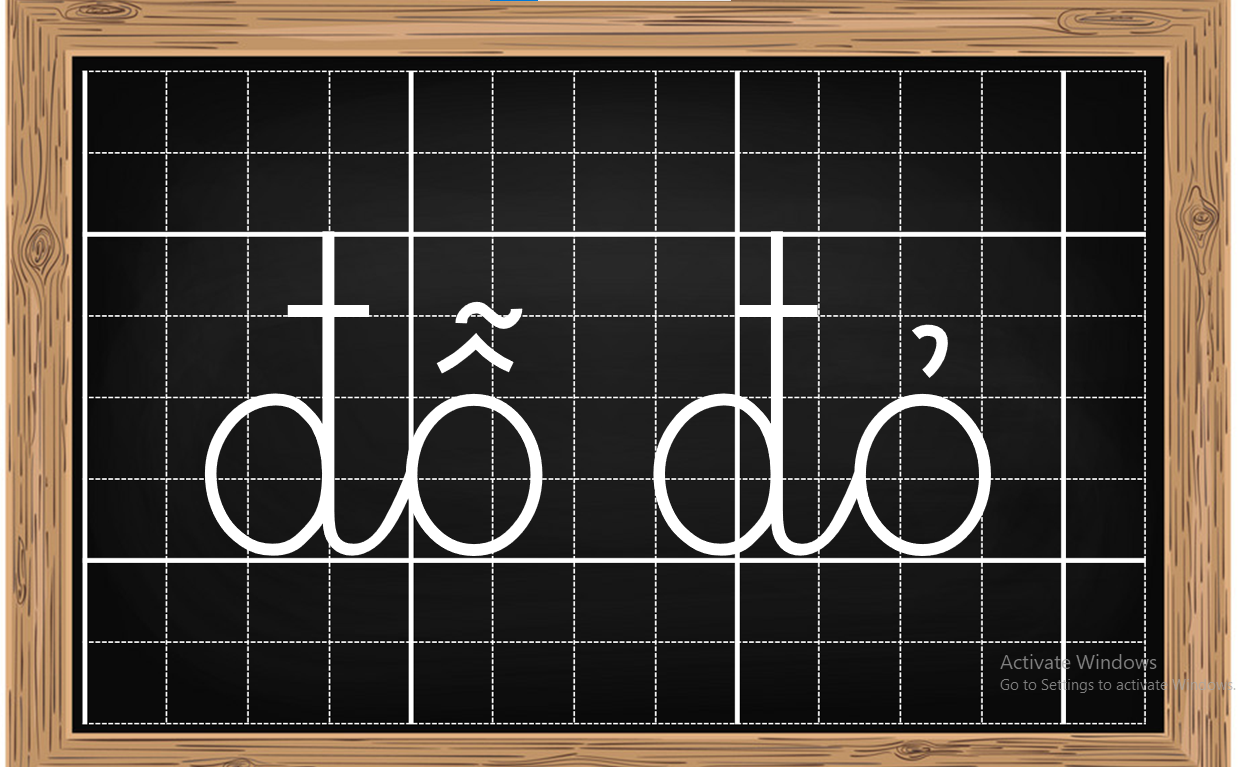 đỗ đỏ
Activate Windows
Go to Settings to activate Windows.